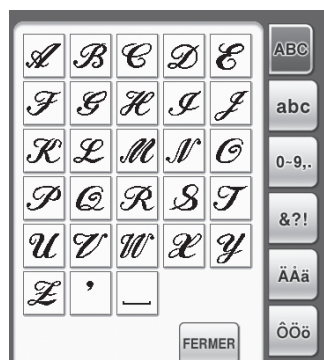 A B C D E
F G H I J
K L M N O
P Q R S T
U V W X Y
Z ’ _
FERMER
ABC
abc
0~9,.
&?!
ÄÅä
ÔÖö